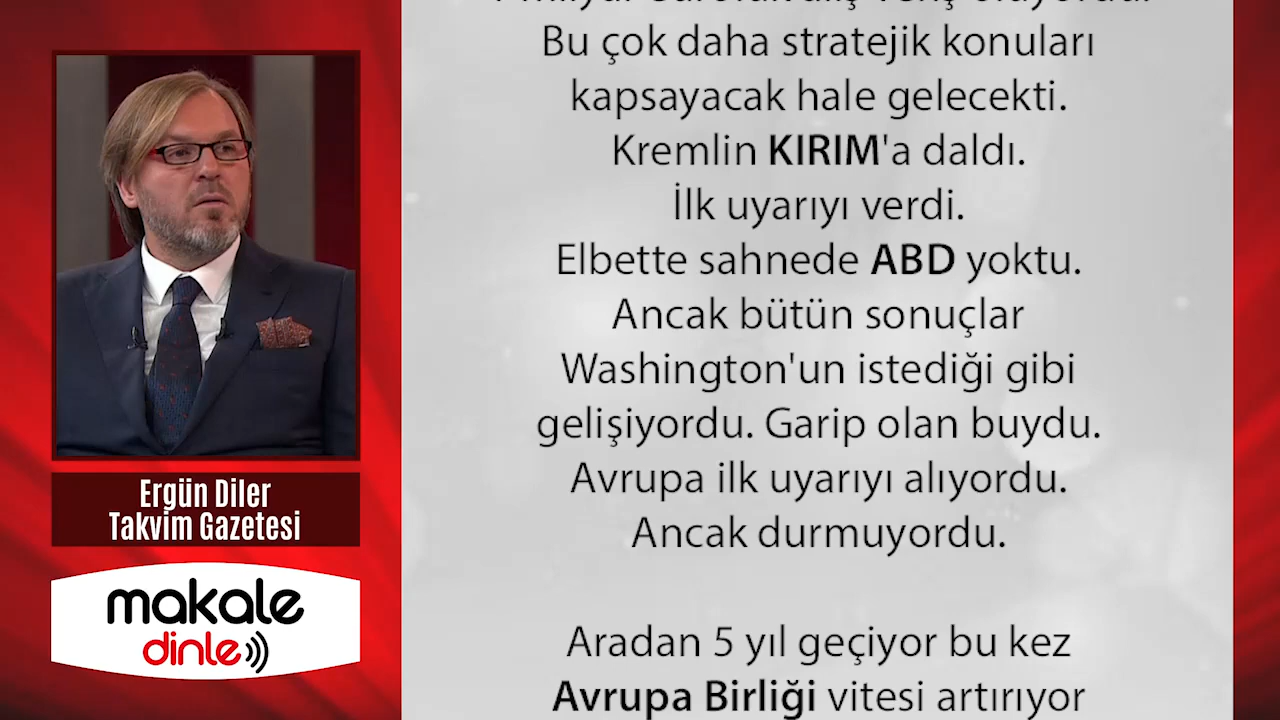 Bu çok daha stratejik konuları
kapsayacak hale gelecekti.
Kremlin KIRIM'a daldı.
İlk uyarıyı verdi.
Elbette sahnede ABD yoktu.
Ancak bütün sonuçlar
Washington'un istediği gibi
gelişiyordu. Garip olan buydu.
Avrupa ilk uyarıyı alıyordu.
Ancak durmuyordu.
Aradan 5 yıl geçiyor bu kez
Avrupa Birliği vitesi artırıyor
Ergün Diler
Takvim Gazetesi
makale
dinle